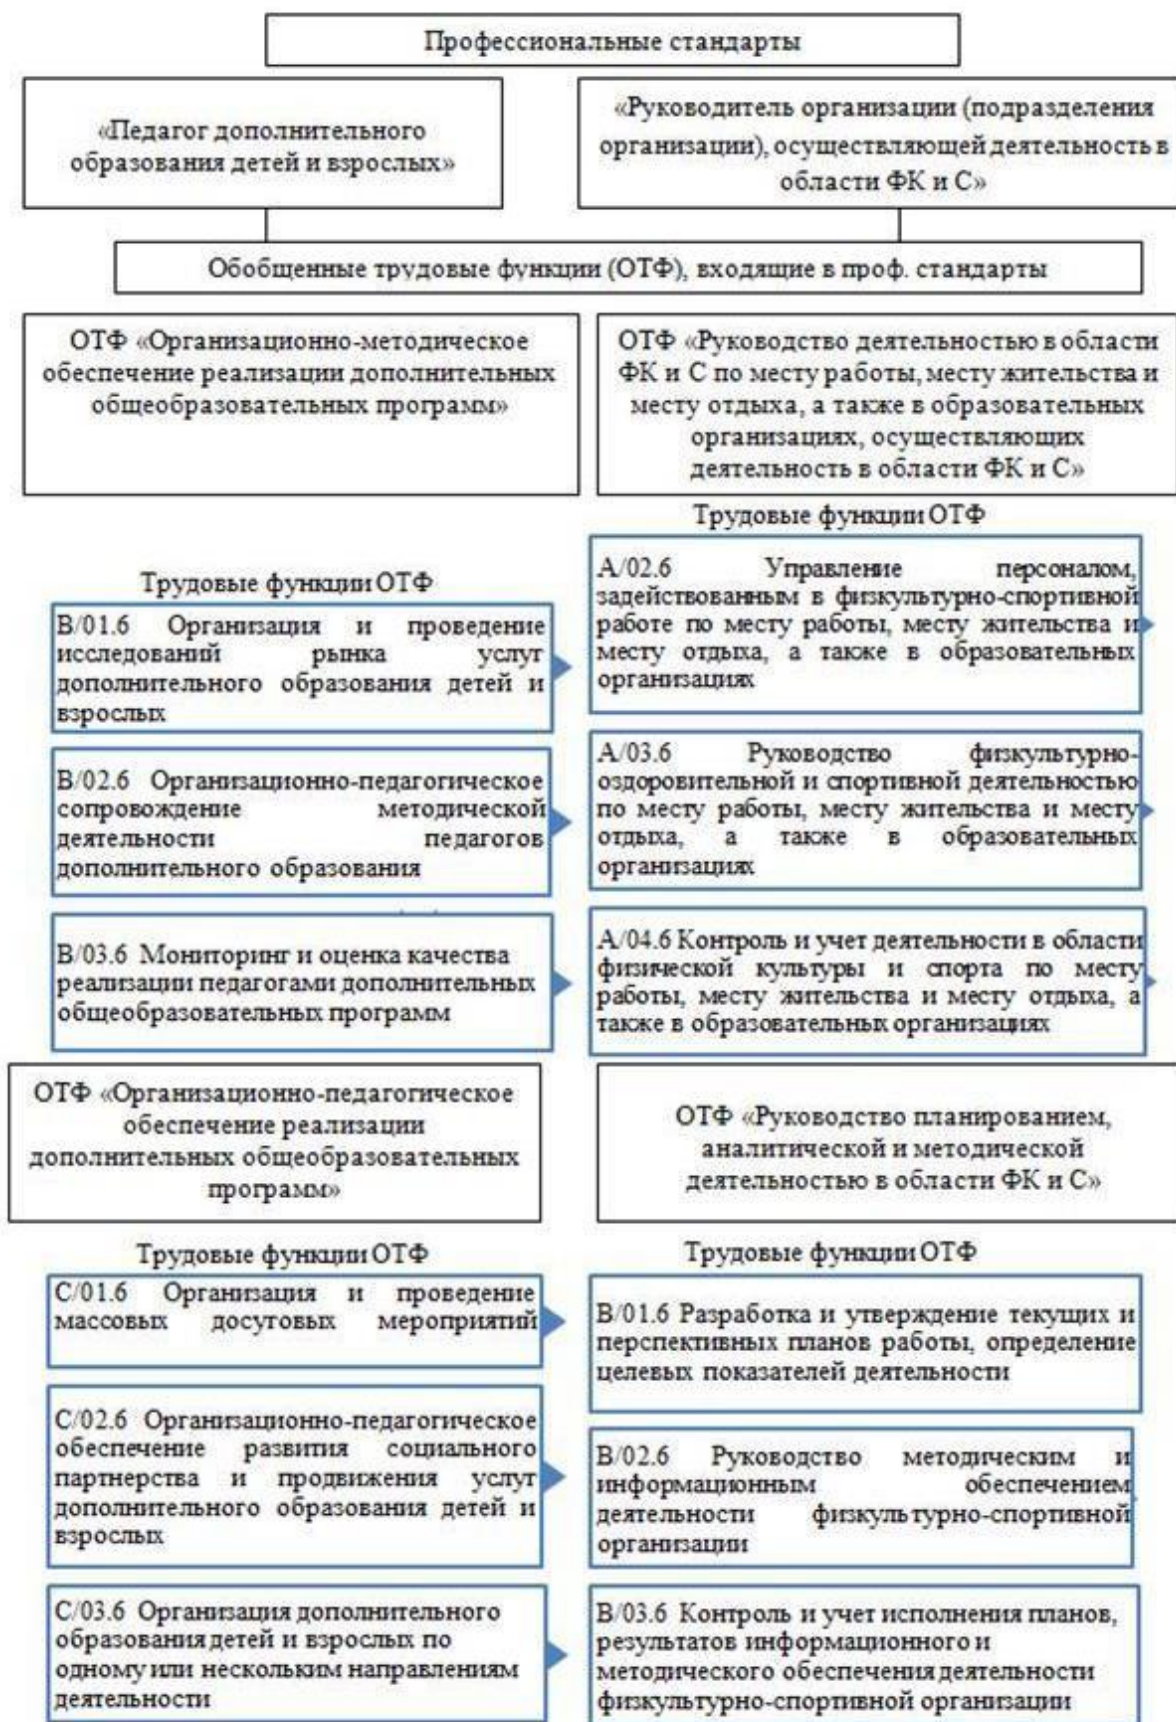 Профессиональные стандарты
«Педагог дополнительного
образования детей и взрослых»
«Руководитель организации (подразделения
организации), осуществляющей деятельность в
области ФК и С»
Обобщенные трудовые функции (ОТФ), входящие в проф. стандарты
ОТФ «Организационно-методическое
обеспечение реализации дополнительных
общеобразовательных программ»
ОТФ «Руководство деятельностью в области
ФК и С по месту работы, месту жительства и
месту отдыха, а также в образовательных
организациях, осуществляющих
деятельность в области ФК и С»
Трудовые функции ОТФ
B/01.6 Организация и проведение
исследований рынка услуг
дополнительного образования детей и
взрослых
B/02.6 Организационно-педагогическое
сопровождение методической
деятельности педагогов
дополнительного образования
B/03.6 Мониторинг и оценка качества
реализации педагогами дополнительных
общеобразовательных программ
Трудовые функции ОТФ
A/02.6 Управление персоналом,
задействованным в физкультурно-спортивной
работе по месту работы, месту жительства и
месту отдыха, а также в образовательных
организациях
A/03.6 Руководство физкультурно-
оздоровительной и спортивной деятельностью
по месту работы, месту жительства и месту
отдыха, а также в образовательных
организациях
A/04.6 Контроль и учет деятельности в области
физической культуры и спорта по месту
работы, месту жительства и месту отдыха, а
также в образовательных организациях
ОТФ «Организационно-педагогическое
обеспечение реализации
дополнительных общеобразовательных
программ»
ОТФ «Руководство планированием,
аналитической и методической
деятельностью в области ФК и С»
Трудовые функции ОТФ
C/01.6 Организация и проведение
массовых досуговых мероприятий
C/02.6 Организационно-педагогическое
обеспечение развития социального
партнерства и продвижения услуг
дополнительного образования детей и
взрослых
C/03.6 Организация дополнительного
образования детей и взрослых по
одному или нескольким направлениям
деятельности
Трудовые функции ОТФ
B/01.6 Разработка и утверждение текущих и
перспективных планов работы, определение
целевых показателей деятельности
B/02.6 Руководство методическим и
информационным обеспечением
деятельности физкультурно-спортивной
организации
B/03.6 Контроль и учет исполнения планов,
результатов информационного и
методического обеспечения деятельности
физкультурно-спортивной организации